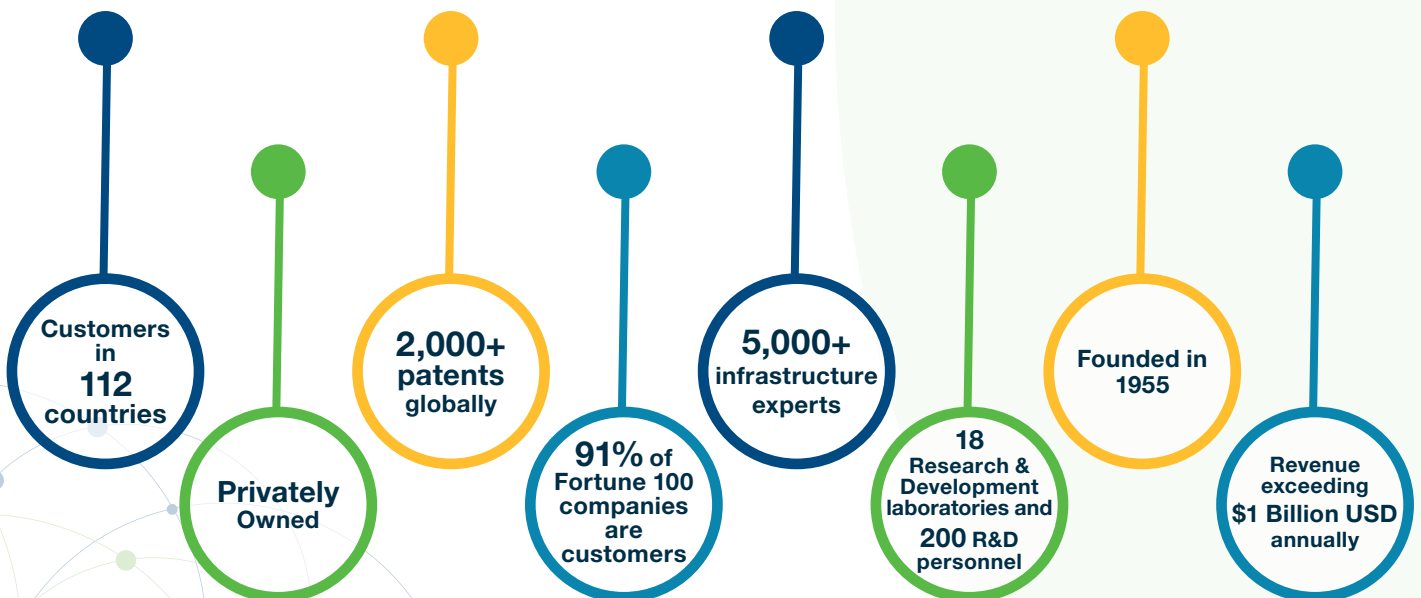 Customers
in
112
countries
Privately
Owned
2,000+
patents
globally
91% of
Fortune 100
companies
are
customers
5,000+
infrastructure
experts
18
Research &
Development
laboratories and
200 R&D
personnel
Founded in
1955
Revenue
exceeding
$1 Billion USD
annually